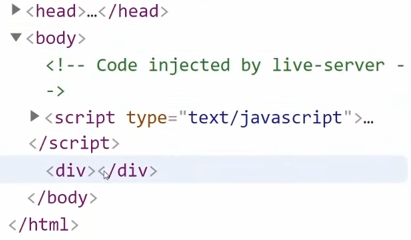 <head>…</head>
<body>
<!-- Code injected by live-server -
->
<script type="text/javascript">…
</script>
<div></div>
</body>
</html>